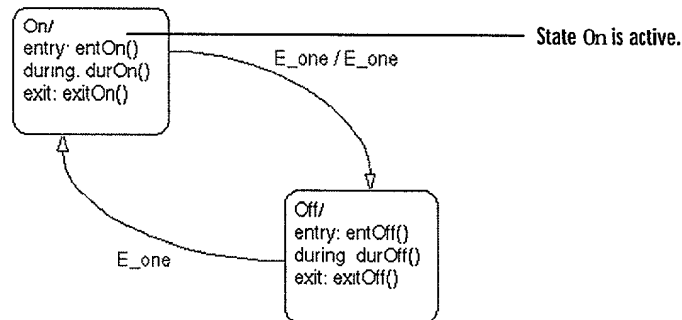 On/
entry: entOn()
during. durOn()
exit: exitOn()
State On is active.
E_one / E_one
Off/
entry: entOff()
during durOff()
exit: exitOff()
E_one